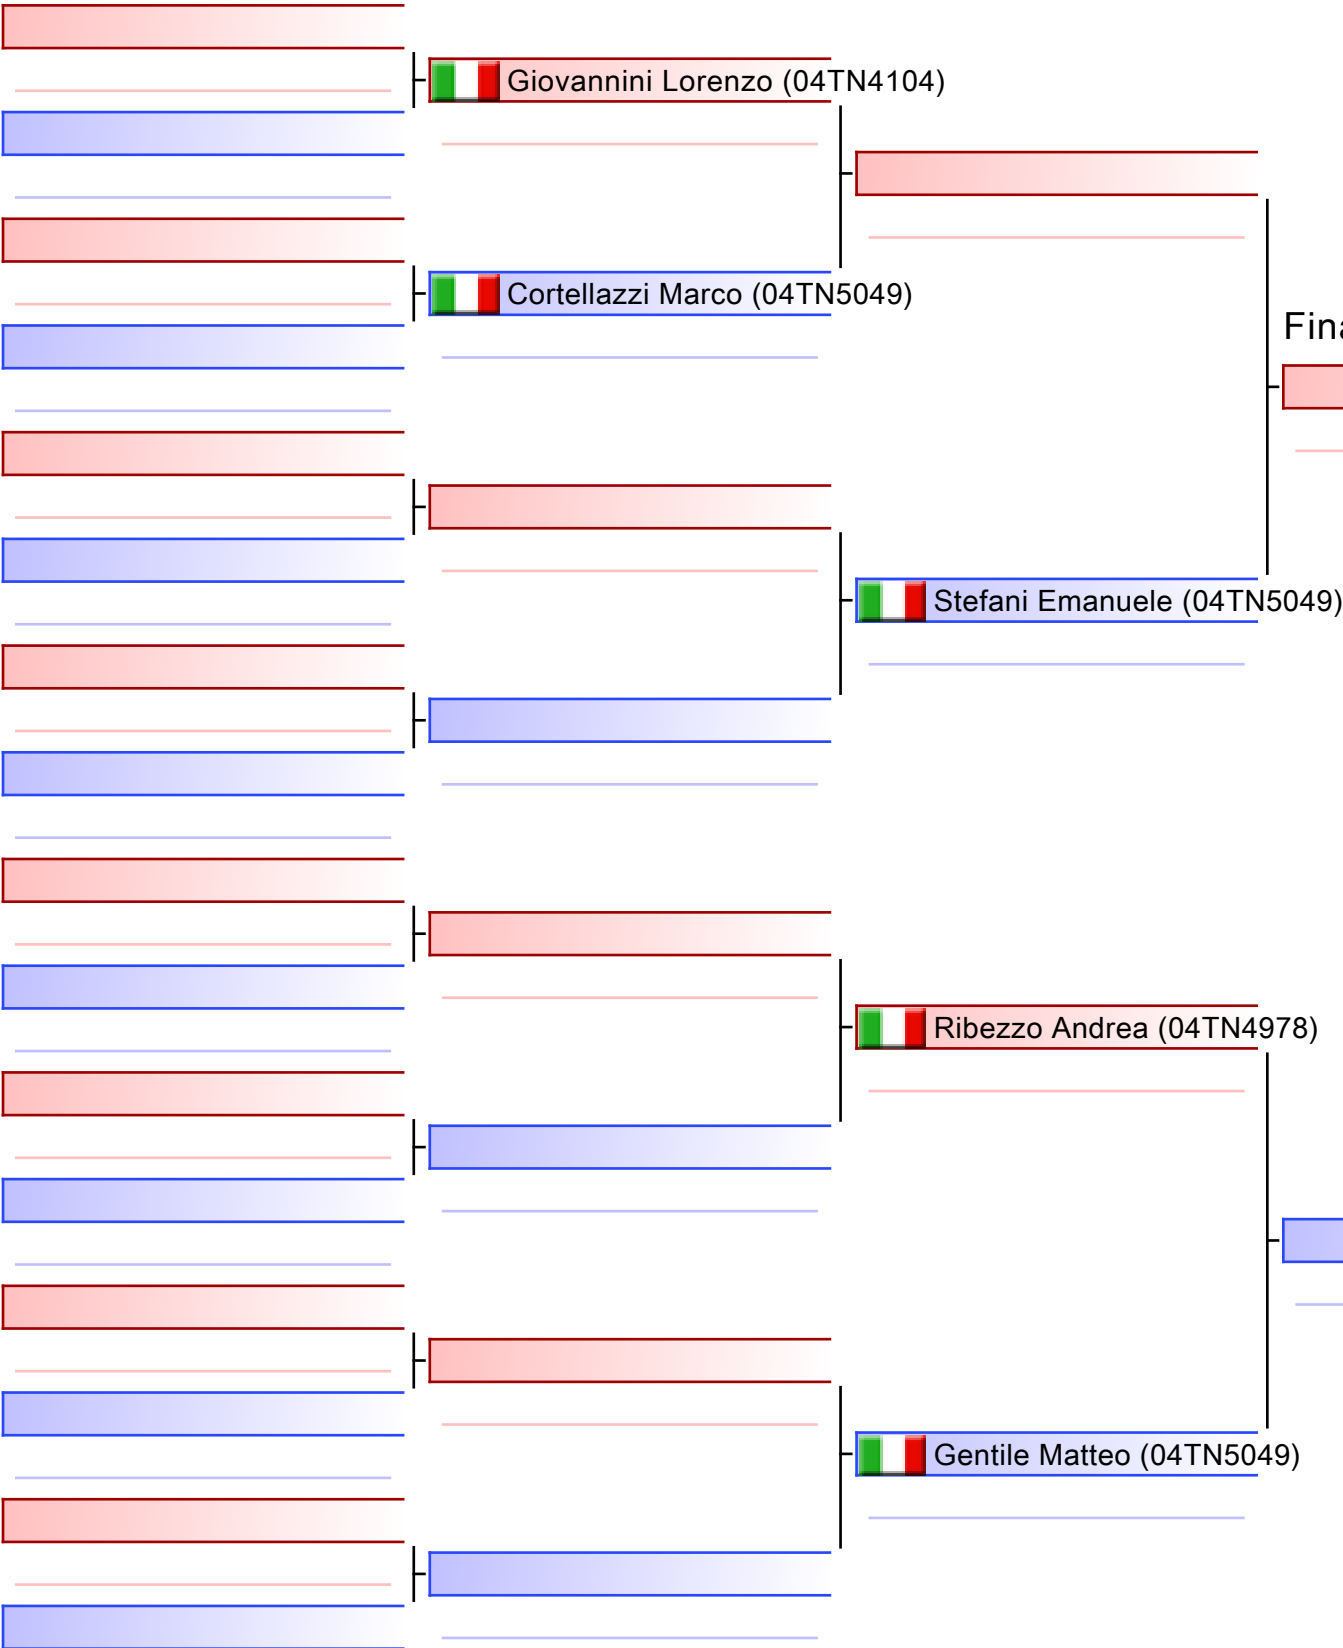 Giovannini Lorenzo (04TN4104)
Cortellazzi Marco (04TN5049)
Fina
Stefani Emanuele (04TN5049)
Ribezzo Andrea (04TN4978)
Gentile Matteo (04TN5049)